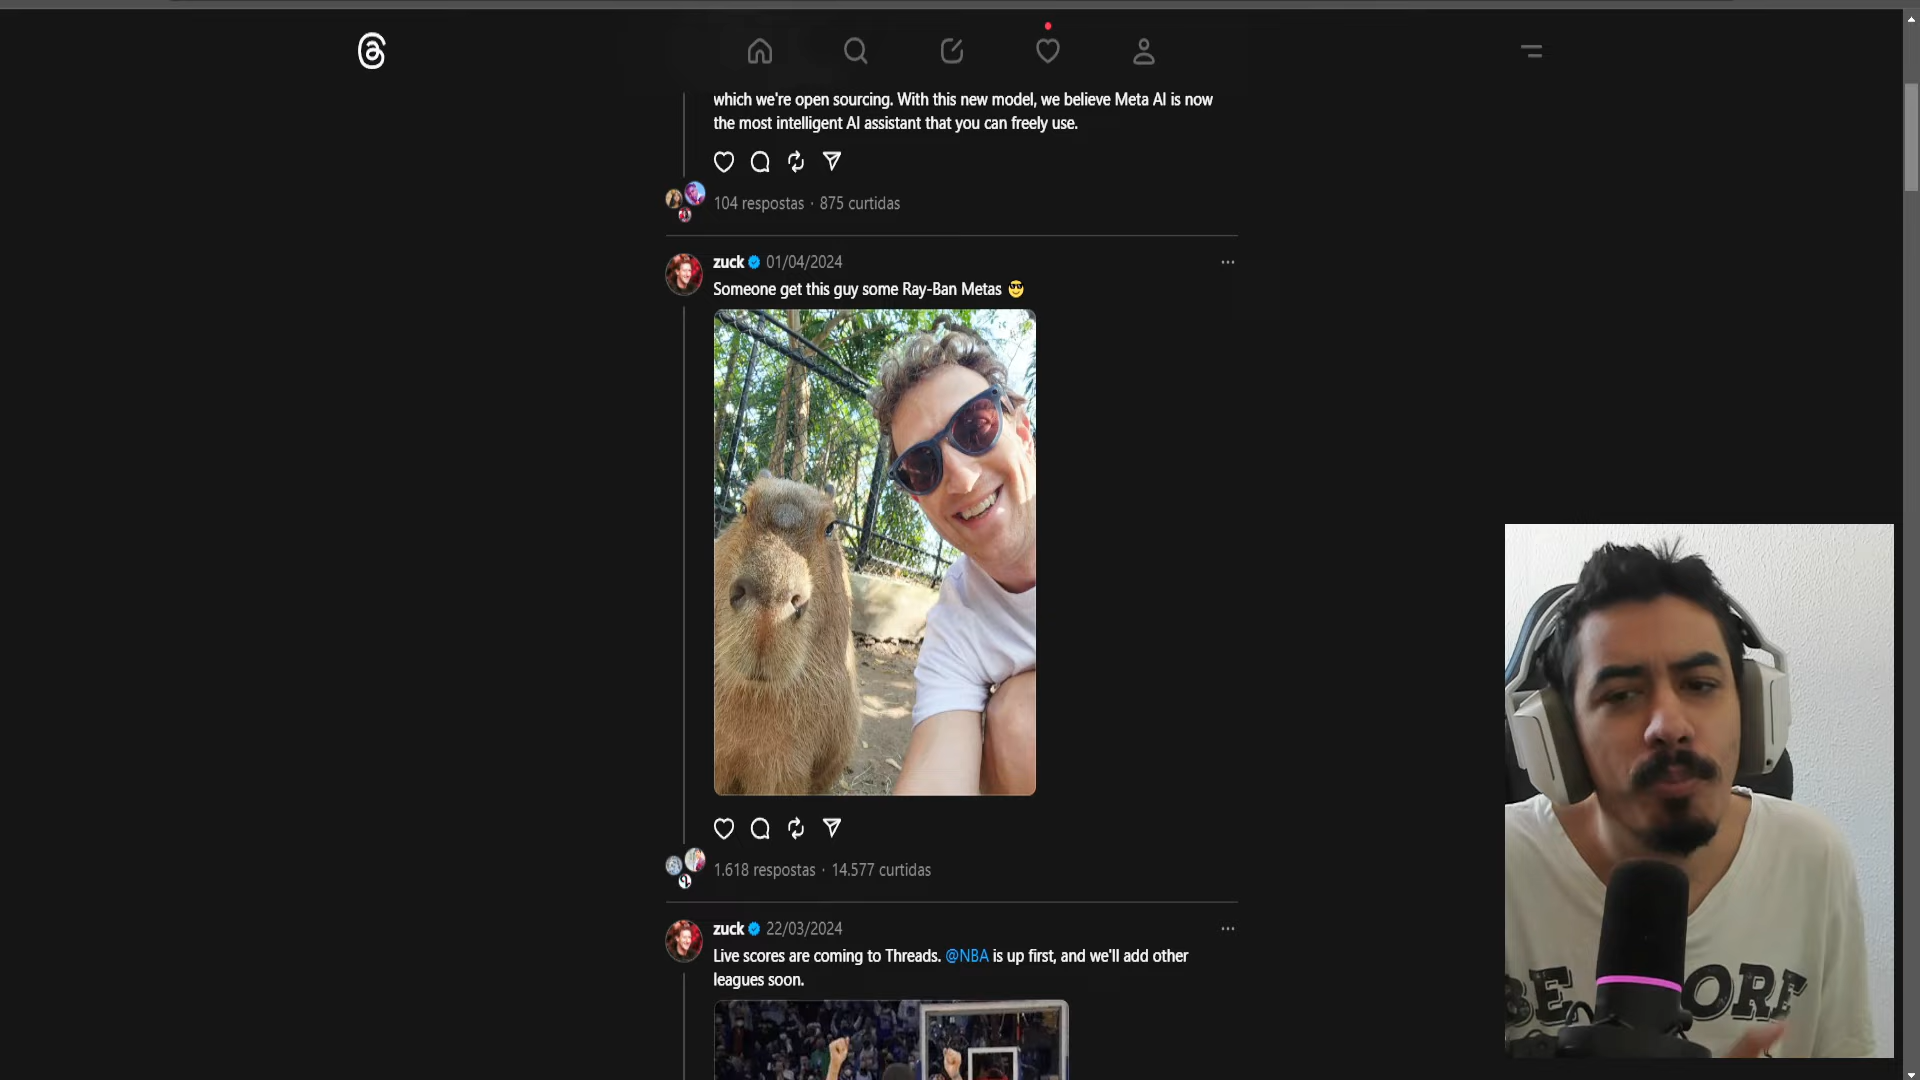 which we're open sourcing. With this new model, we believe Meta AI is now
the most intelligent AI assistant that you can freely use.
104 respostas · 875 curtidas
zuck 01/04/2024
Someone get this guy some Ray-Ban Metas 😎
1.618 respostas · 14.577 curtidas
zuck 22/03/2024
Live scores are coming to Threads. @NBA is up first, and we'll add other
leagues soon.